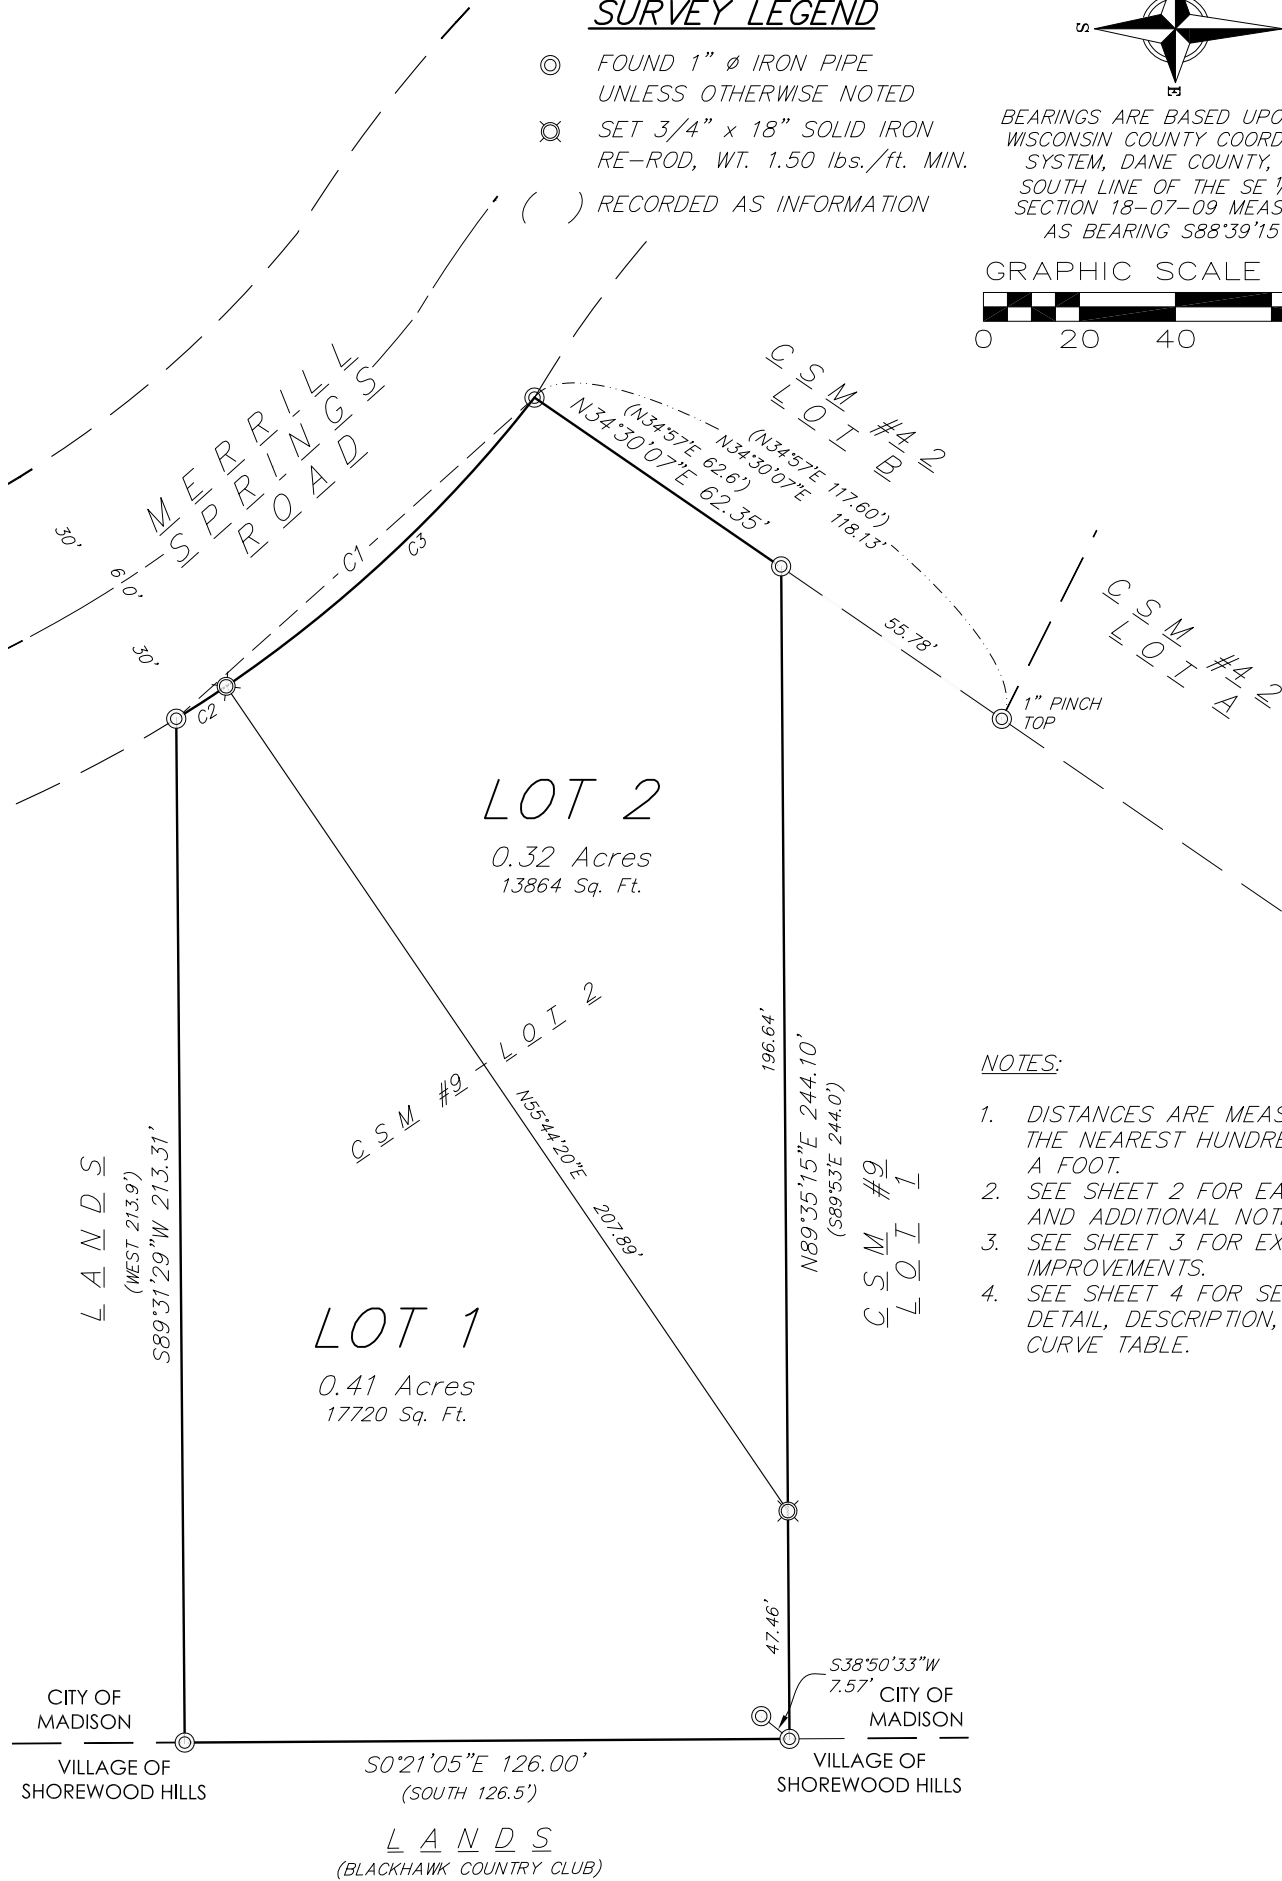 SURVEY LEGEND
FOUND 1" ø IRON PIPE
UNLESS OTHERWISE NOTED
SET 3/4" x 18" SOLID IRON
RE-ROD, WT. 1.50 lbs./ft. MIN.
( ) RECORDED AS INFORMATION
S
E
BEARINGS ARE BASED UPO
WISCONSIN COUNTY COORD
SYSTEM, DANE COUNTY,
SOUTH LINE OF THE SE
SECTION 18-07-09 MEAS
AS BEARING S88°39'15
GRAPHIC SCALE
0 20 40
MERRILL
SPRINGS
ROAD
30'
60'
30'
C1
C3
C2
CSM #42
LOT B
(N34°57'E 117.60')
N34°30'07"E 118.13'
(N34°57'E 62.6')
N34°30'07"E 62.35'
55.78'
CSM #42
LOT A
1" PINCH
TOP
LOT 2
0.32 Acres
13864 Sq. Ft.
CSM #9 - LOT 2
N55°44'20"E 207.89'
196.64'
N89°35'15"E 244.10'
(S89°53'E 244.0')
CSM #9
LOT 1
LANDS
(WEST 213.9')
S89°31'29"W 213.31'
LOT 1
0.41 Acres
17720 Sq. Ft.
NOTES:
1. DISTANCES ARE MEAS
THE NEAREST HUNDRE
A FOOT.
2. SEE SHEET 2 FOR EA
AND ADDITIONAL NOT
3. SEE SHEET 3 FOR EX
IMPROVEMENTS.
4. SEE SHEET 4 FOR SE
DETAIL, DESCRIPTION,
CURVE TABLE.
47.46'
S38°50'33"W
7.57'
CITY OF
MADISON
VILLAGE OF
SHOREWOOD HILLS
CITY OF
MADISON
VILLAGE OF
SHOREWOOD HILLS
S0°21'05"E 126.00'
(SOUTH 126.5')
LANDS
(BLACKHAWK COUNTRY CLUB)